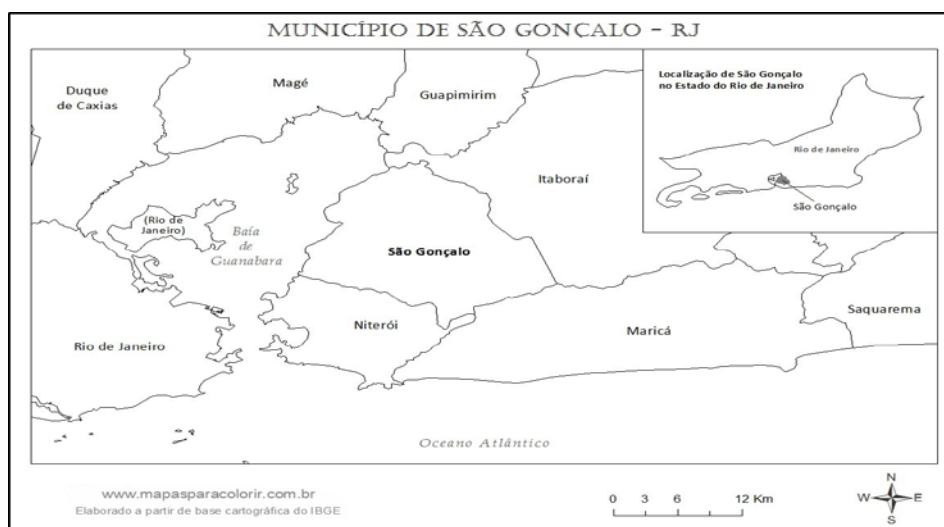 MUNICÍPIO DE SÃO GONÇALO - RJ
Duque
de Caxias
Magé
Guapimirim
Localização de São Gonçalo
no Estado do Rio de Janeiro
Rio de Janeiro
São Gonçalo
Itaboraí
(Rio de
Janeiro)
Baía
de
Guanabara
São Gonçalo
Niterói
Rio de Janeiro
Maricá
Saquarema
Oceano Atlântico
www.mapasparacolorir.com.br
Elaborado a partir de base cartográfica do IBGE
0 3 6 12 Km
N
W E
S